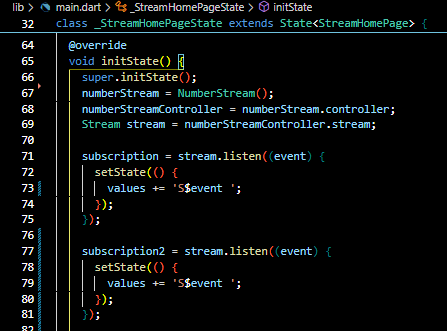 lib > main.dart > _StreamHomePageState > initState
32 class _StreamHomePageState extends State<StreamHomePage> {
64 @override
65 void initState() {
66 super.initState();
67 numberStream = NumberStream();
68 numberStreamController = numberStream.controller;
69 Stream stream = numberStreamController.stream;
70
71 subscription = stream.listen((event) {
72 setState(() {
73 values += 'S$event ';
74 });
75 });
76
77 subscription2 = stream.listen((event) {
78 setState(() {
79 values += 'S$event ';
80 });
81 });
82